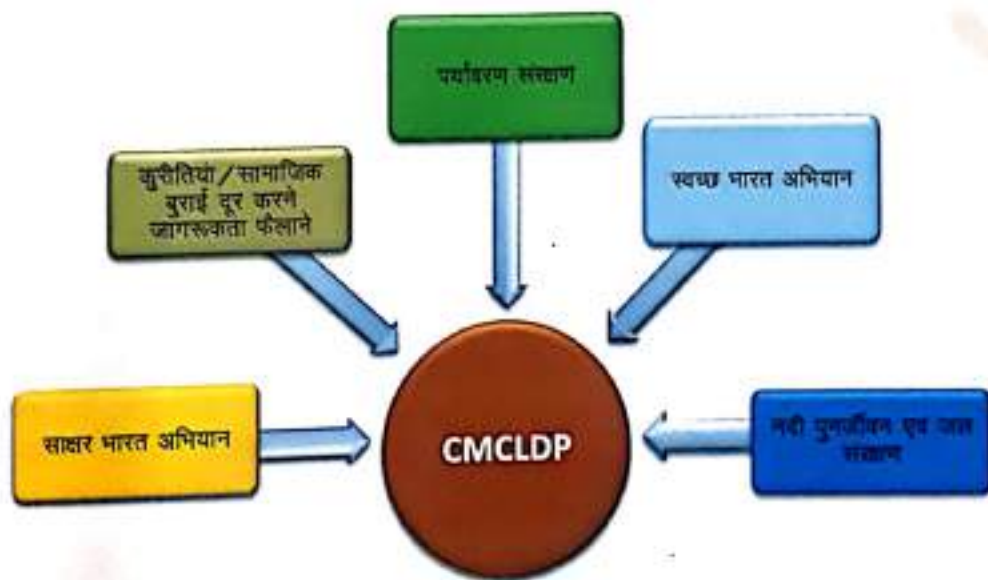 पर्यावरण संरक्षण
कुरीतियां/सामाजिक
बुराई दूर करने
जागरूकता फैलाने
स्वच्छ भारत अभियान
साक्षर भारत अभियान
CMCLDP
नदी पुनर्जीवन एवं जल
संरक्षण